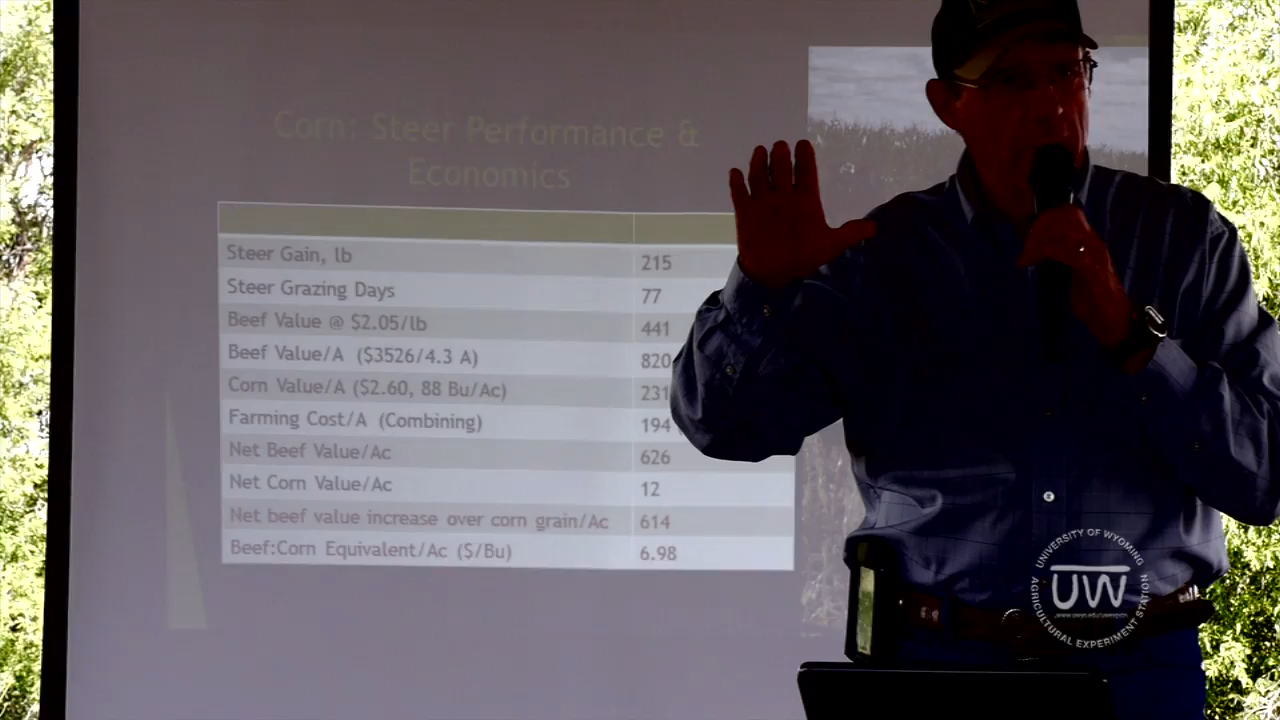 Corn: Steer Performance &
Economics
Steer Gain, lb 215
Steer Grazing Days 77
Beef Value @ $2.05/lb 441
Beef Value/A ($3526/4.3 A) 820
Corn Value/A ($2.60, 88 Bu/Ac) 231
Farming Cost/A (Combining) 194
Net Beef Value/Ac 626
Net Corn Value/Ac 12
Net beef value increase over corn grain/Ac 614
Beef:Corn Equivalent/Ac ($/Bu) 6.98
UNIVERSITY OF WYOMING
UW
AGRICULTURAL EXPERIMENT STATION